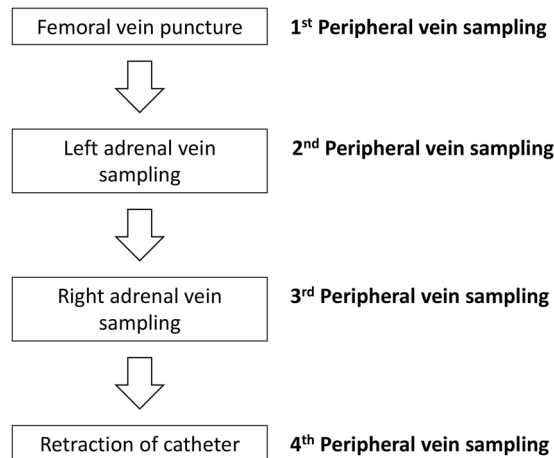 Femoral vein puncture
1st Peripheral vein sampling
Left adrenal vein
sampling
2nd Peripheral vein sampling
Right adrenal vein
sampling
3rd Peripheral vein sampling
Retraction of catheter
4th Peripheral vein sampling